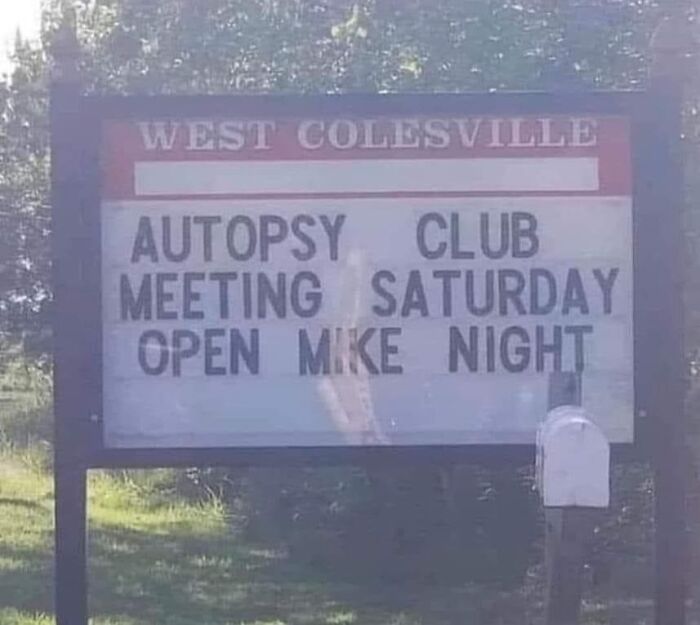 WEST COLESVILLE
AUTOPSY CLUB
MEETING SATURDAY
OPEN MIKE NIGHT